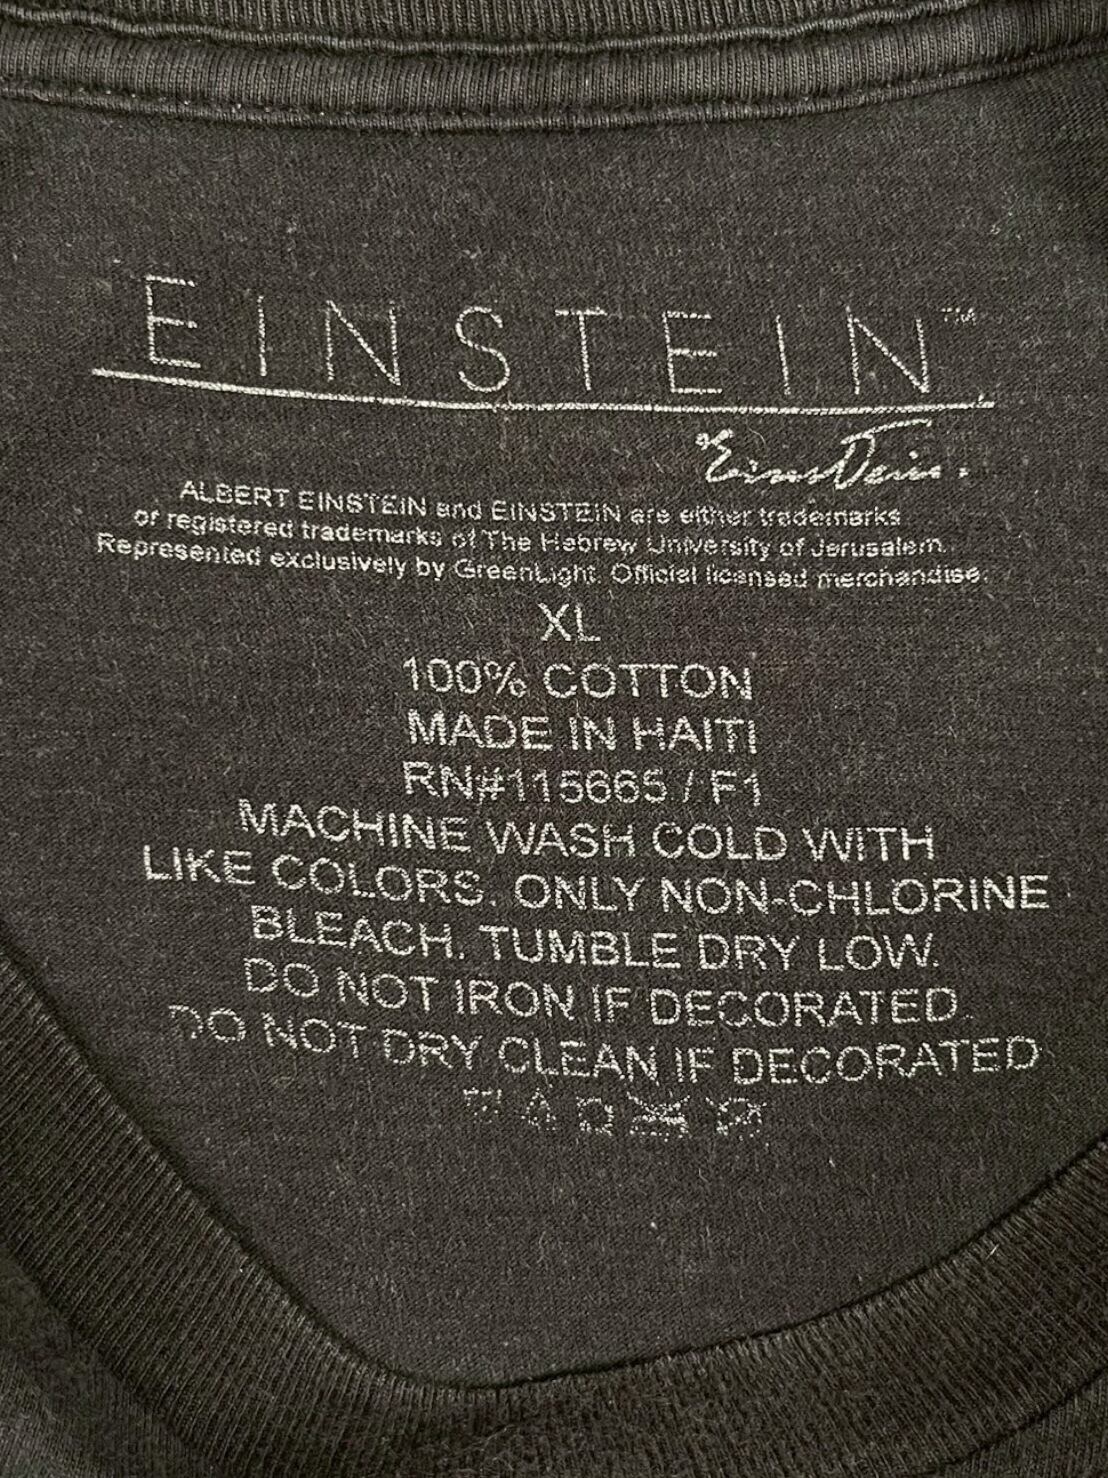 EINSTEIN™
Einstein.
ALBERT EINSTEIN and EINSTEIN are either trademarks
or registered trademarks of The Hebrew University of Jerusalem.
Represented exclusively by GreenLight. Official licensed merchandise.
XL
100% COTTON
MADE IN HAITI
RN#115665 / F1
MACHINE WASH COLD WITH
LIKE COLORS. ONLY NON-CHLORINE
BLEACH. TUMBLE DRY LOW.
DO NOT IRON IF DECORATED.
DO NOT DRY CLEAN IF DECORATED